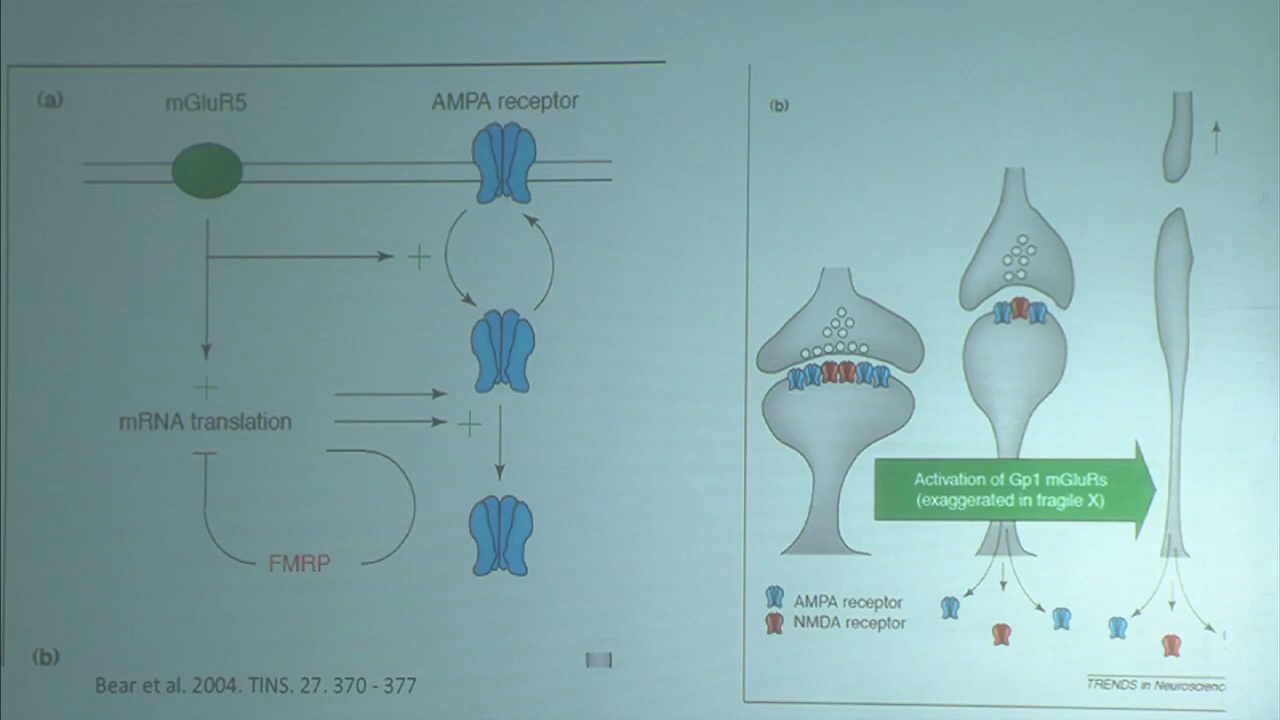 (a)
mGluR5
AMPA receptor
+
+
mRNA translation
+
FMRP
(b)
Bear et al. 2004. TINS. 27. 370 - 377
(b)
Activation of Gp1 mGluRs
(exaggerated in fragile X)
AMPA receptor
NMDA receptor
TRENDS in Neuroscienc